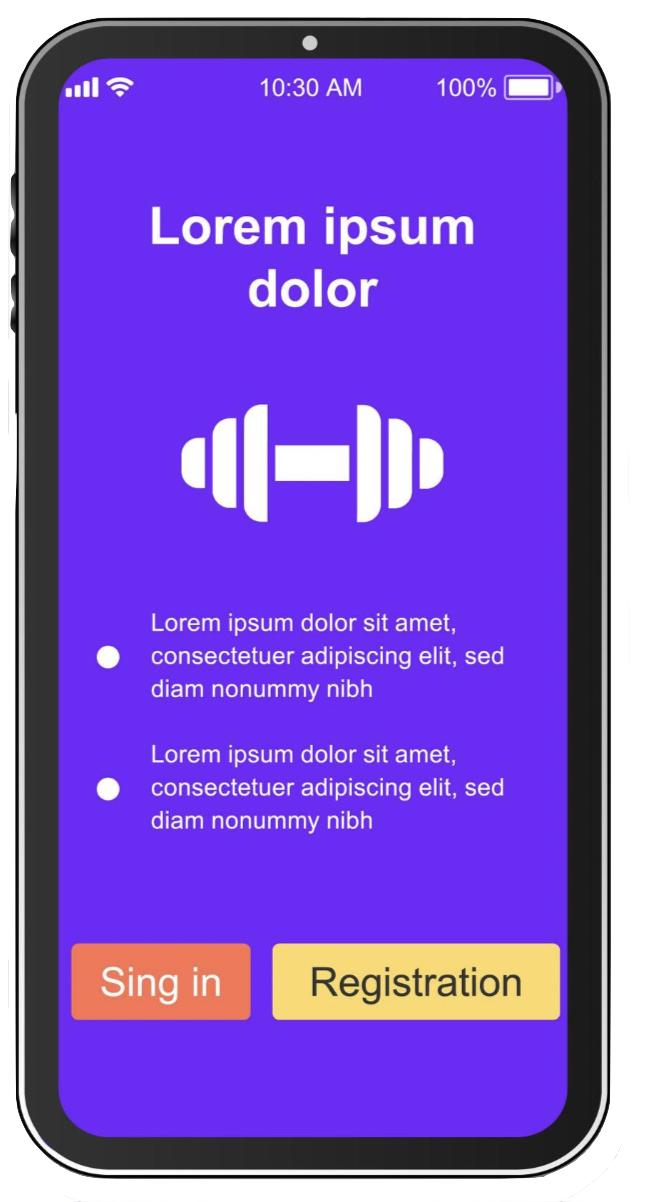 10:30 AM 100%
Lorem ipsum
dolor
Lorem ipsum dolor sit amet,
consectetuer adipiscing elit, sed
diam nonummy nibh
Lorem ipsum dolor sit amet,
consectetuer adipiscing elit, sed
diam nonummy nibh
Sing in Registration